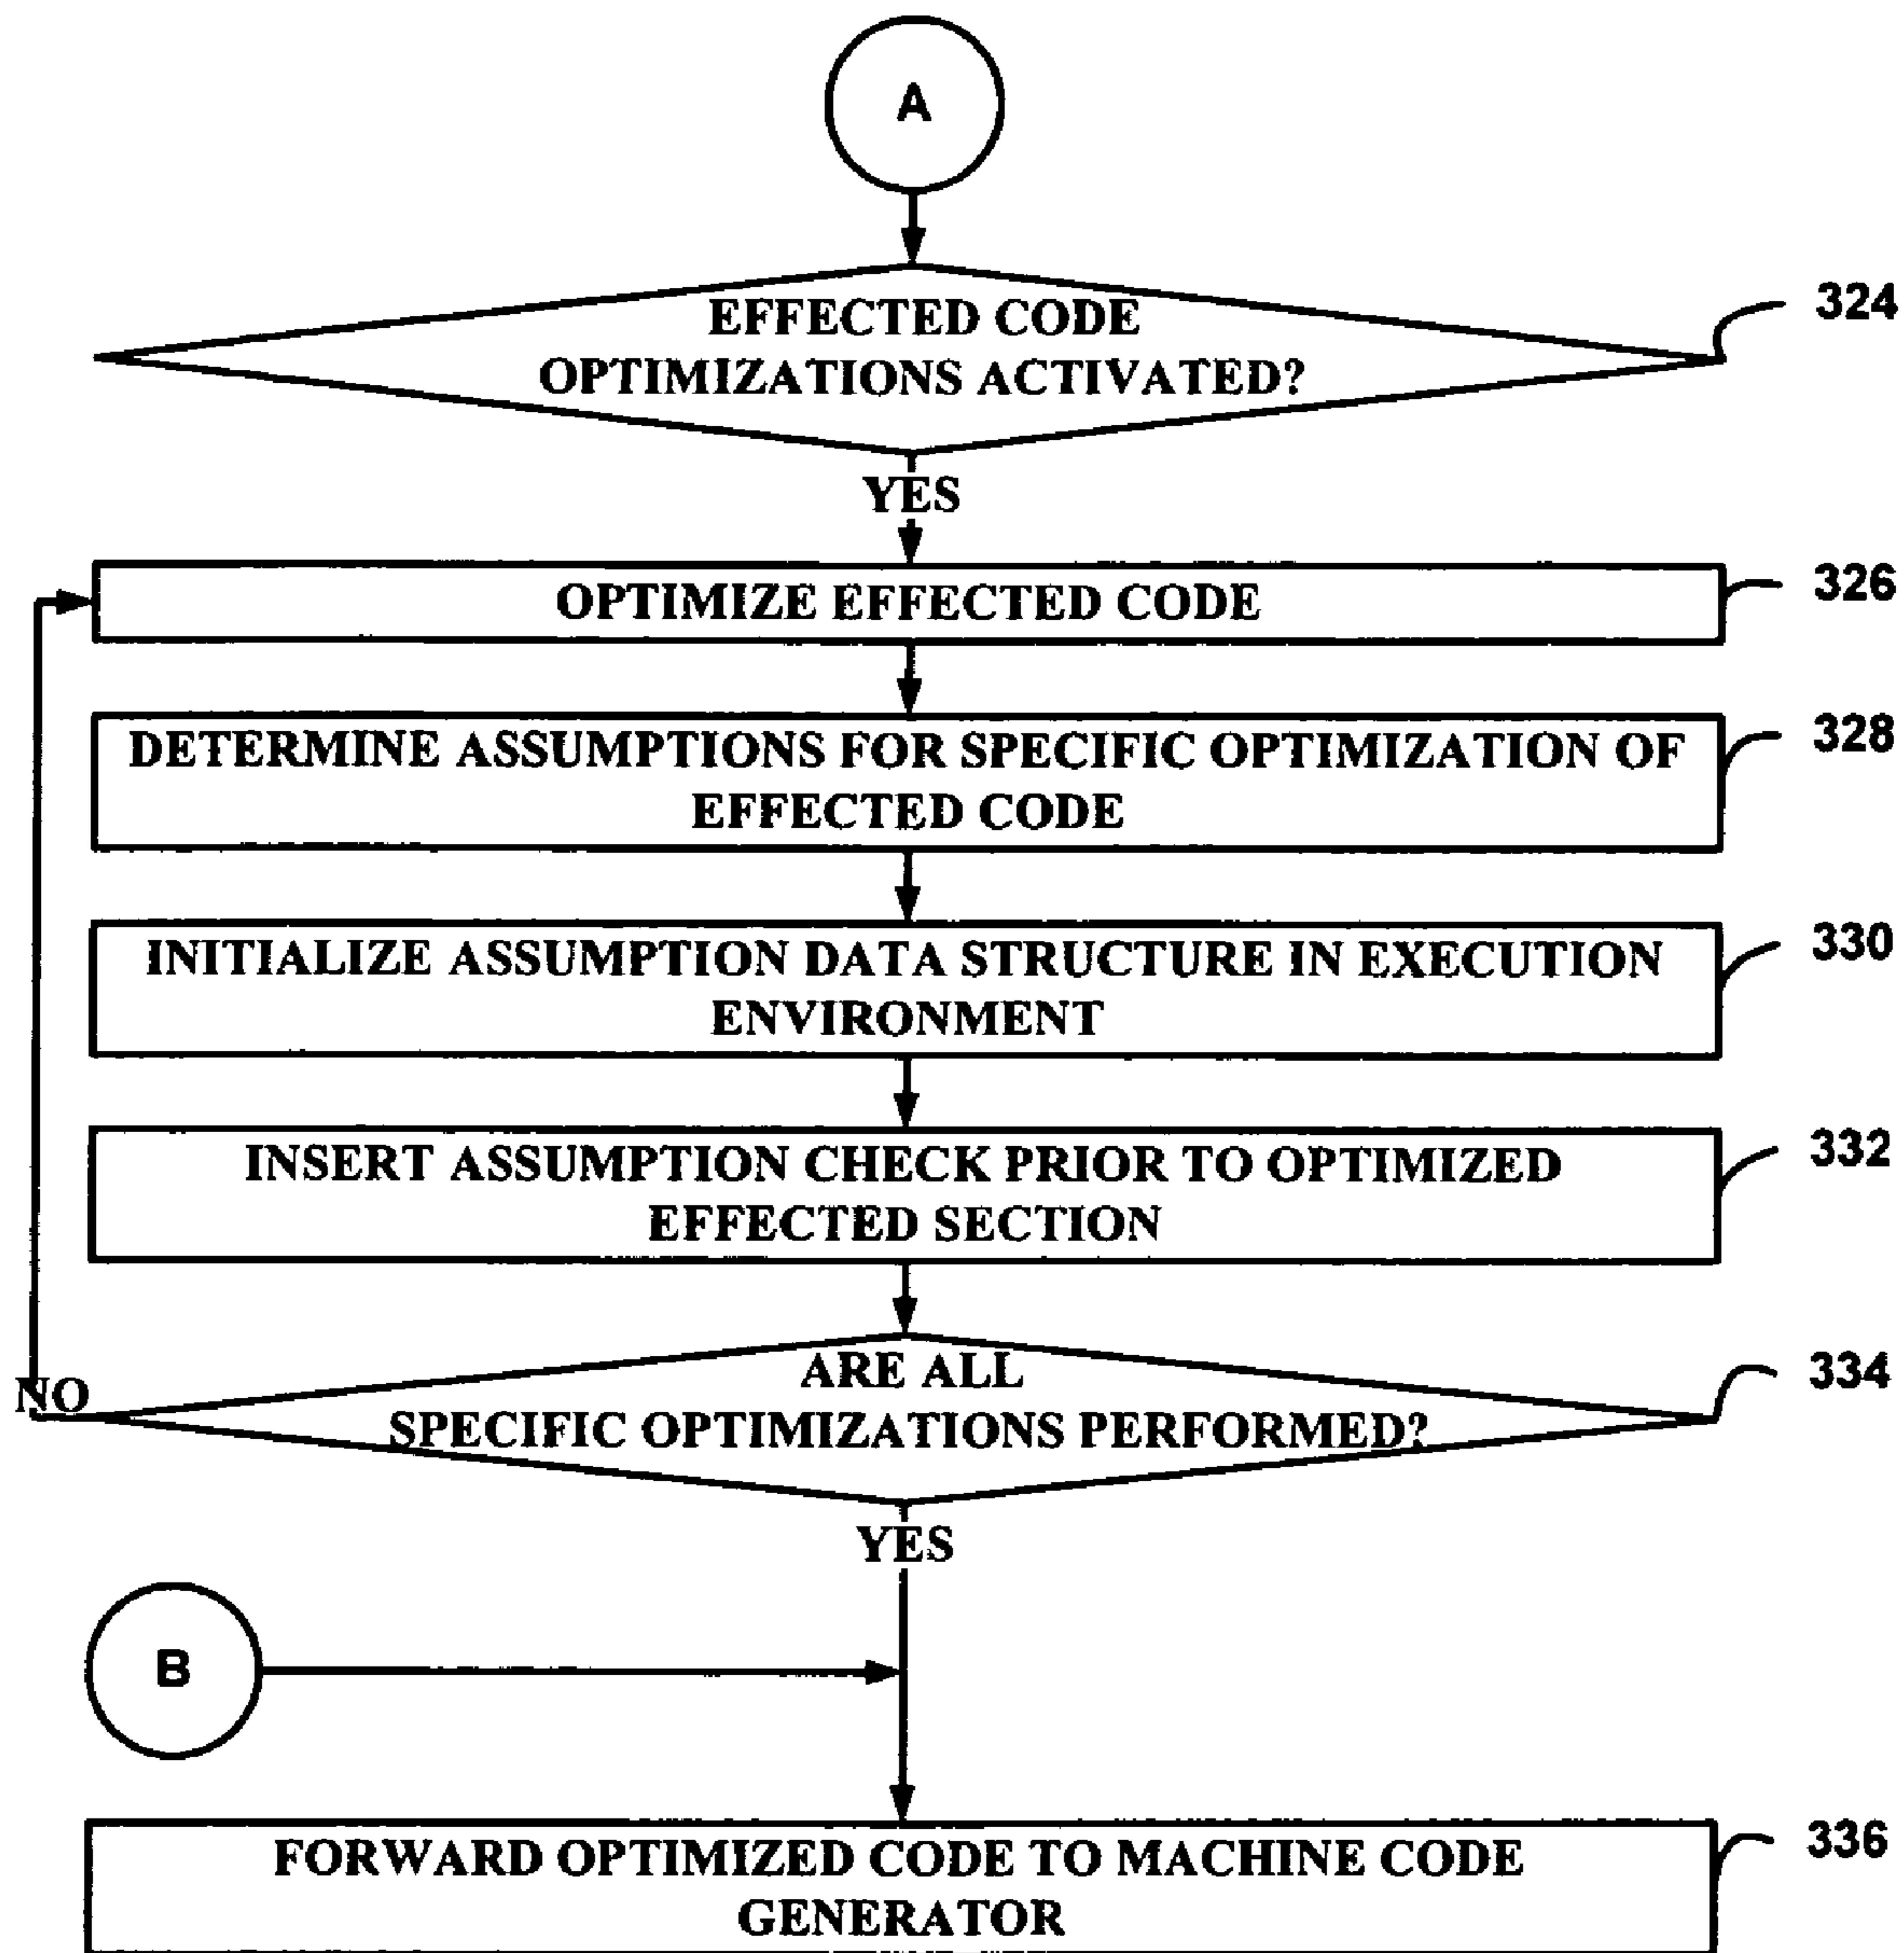 A
EFFECTED CODE
OPTIMIZATIONS ACTIVATED?
324
YES
OPTIMIZE EFFECTED CODE
326
DETERMINE ASSUMPTIONS FOR SPECIFIC OPTIMIZATION OF
EFFECTED CODE
328
INITIALIZE ASSUMPTION DATA STRUCTURE IN EXECUTION
ENVIRONMENT
330
INSERT ASSUMPTION CHECK PRIOR TO OPTIMIZED
EFFECTED SECTION
332
ARE ALL
SPECIFIC OPTIMIZATIONS PERFORMED?
334
NO
YES
B
FORWARD OPTIMIZED CODE TO MACHINE CODE
GENERATOR
336